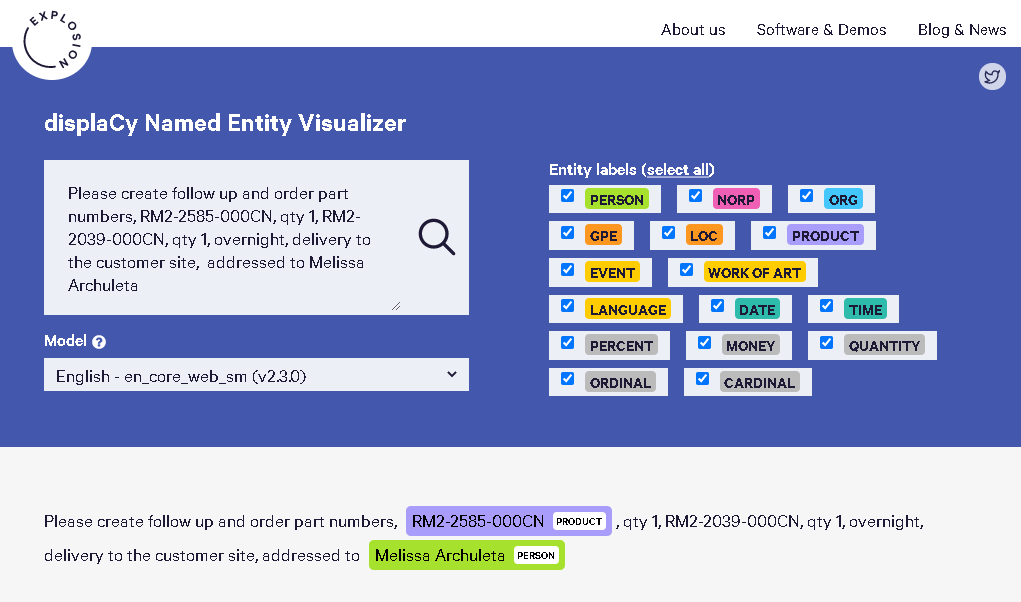 EXPLOSION
About us Software & Demos Blog & News
displaCy Named Entity Visualizer
Please create follow up and order part
numbers, RM2-2585-000CN, qty 1, RM2-
2039-000CN, qty 1, overnight, delivery to
the customer site,  addressed to Melissa
Archuleta
Model ?
English - en_core_web_sm (v2.3.0)
Entity labels (select all)
PERSON NORP ORG
GPE LOC PRODUCT
EVENT WORK OF ART
LANGUAGE DATE TIME
PERCENT MONEY QUANTITY
ORDINAL CARDINAL
Please create follow up and order part numbers, RM2-2585-000CN PRODUCT , qty 1, RM2-2039-000CN, qty 1, overnight,
delivery to the customer site, addressed to Melissa Archuleta PERSON